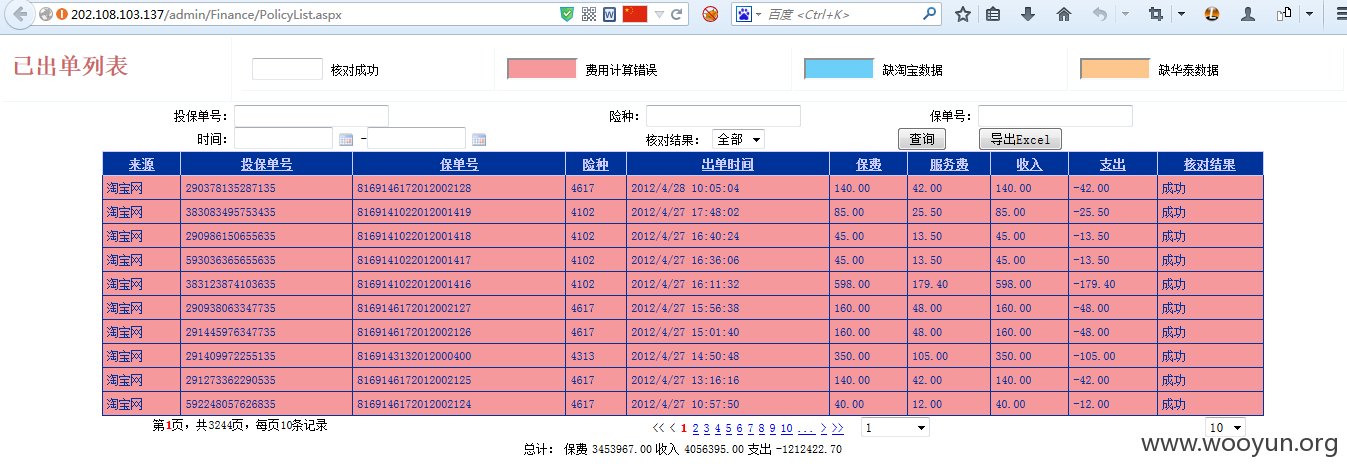 202.108.103.137/admin/Finance/PolicyList.aspx 百度 <Ctrl+K>
已出单列表 核对成功 费用计算错误 缺淘宝数据 缺华泰数据
投保单号: 险种: 保单号:
时间: - 核对结果: 全部 查询 导出Excel
来源 投保单号 保单号 险种 出单时间 保费 服务费 收入 支出 核对结果
淘宝网 290378135287135 8169146172012002128 4617 2012/4/28 10:05:04 140.00 42.00 140.00 -42.00 成功
淘宝网 383083495753435 8169141022012001419 4102 2012/4/27 17:48:02 85.00 25.50 85.00 -25.50 成功
淘宝网 290986150655635 8169141022012001418 4102 2012/4/27 16:40:24 45.00 13.50 45.00 -13.50 成功
淘宝网 593036365655635 8169141022012001417 4102 2012/4/27 16:36:06 45.00 13.50 45.00 -13.50 成功
淘宝网 383123874103635 8169141022012001416 4102 2012/4/27 16:11:32 598.00 179.40 598.00 -179.40 成功
淘宝网 290938063347735 8169146172012002127 4617 2012/4/27 15:56:38 160.00 48.00 160.00 -48.00 成功
淘宝网 291445976347735 8169146172012002126 4617 2012/4/27 15:01:40 160.00 48.00 160.00 -48.00 成功
淘宝网 291409972255135 8169143132012000400 4313 2012/4/27 14:50:48 350.00 105.00 350.00 -105.00 成功
淘宝网 291273362290535 8169146172012002125 4617 2012/4/27 13:16:16 140.00 42.00 140.00 -42.00 成功
淘宝网 592248057626835 8169146172012002124 4617 2012/4/27 10:57:50 40.00 12.00 40.00 -12.00 成功
第1页，共3244页，每页10条记录 << < 1 2 3 4 5 6 7 8 9 10 ... > >> 1 10
总计: 保费 3453967.00 收入 4056395.00 支出 -1212422.70
www.wooyun.org